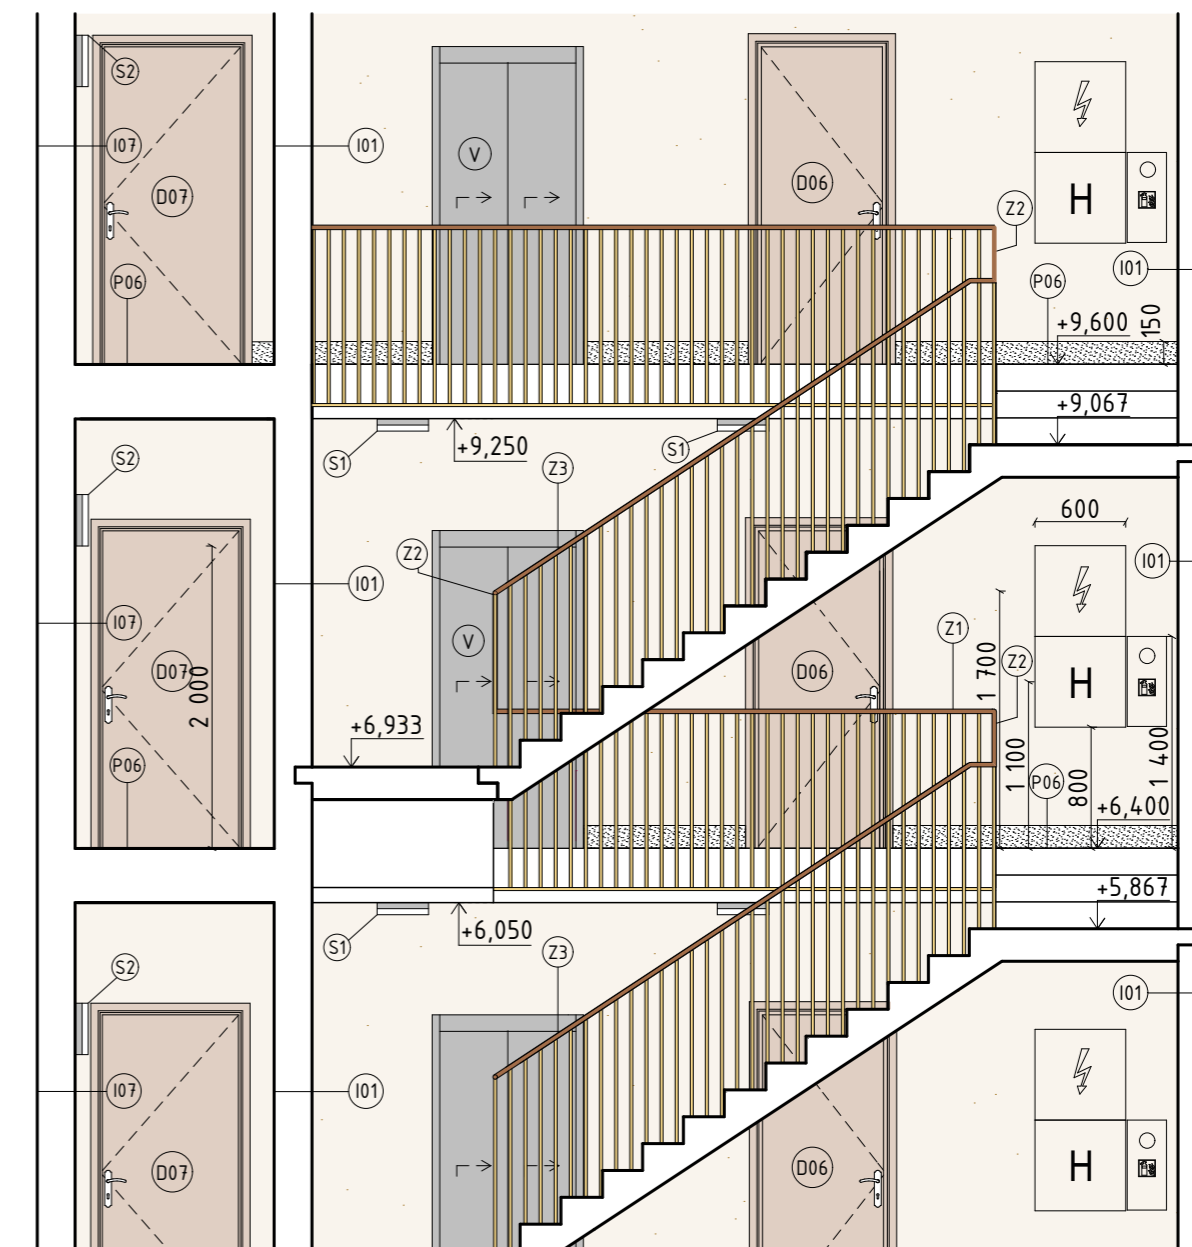 S2
I07
I01
V
D07
D06
H
Z2
I01
P06
P06
+9,600
150
+9,067
+9,250
S1
S1
S2
Z3
600
Z2
I01
I01
I07
V
Z1
D07
2 000
D06
1 700
Z2
H
+6,933
P06
1 100
P06
800
1 400
+6,400
+5,867
+6,050
S1
Z3
S2
I01
I07
I01
D07
D06
H